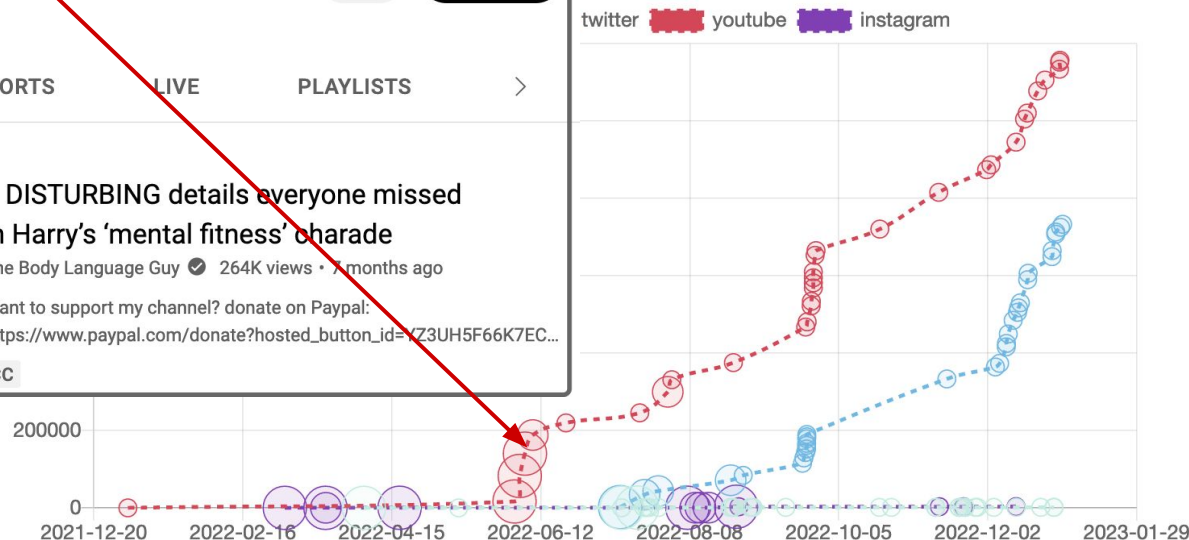 twitter youtube instagram
ORTS LIVE PLAYLISTS
DISTURBING details everyone missed
Harry's ‘mental fitness’ charade
Body Language Guy 264K views • 7 months ago
ant to support my channel? donate on Paypal:
tps://www.paypal.com/donate?hosted_button_id=YZ3UH5F66K7EC...
200000
0
2021-12-20 2022-02-16 2022-04-15 2022-06-12 2022-08-08 2022-10-05 2022-12-02 2023-01-29